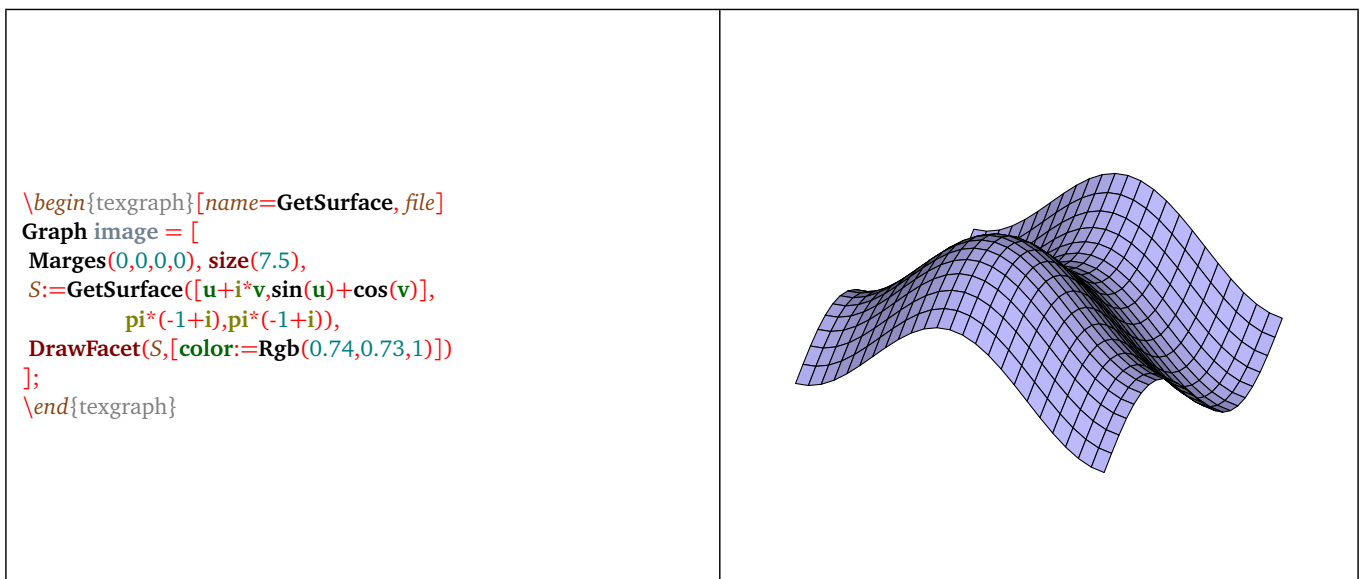 \begin{texgraph}[name=GetSurface, file]
Graph image = [
Marges(0,0,0,0), size(7.5),
S:=GetSurface([u+i*v,sin(u)+cos(v)],
pi*(-1+i),pi*(-1+i)),
DrawFacet(S,[color:=Rgb(0.74,0.73,1)])
];
\end{texgraph}